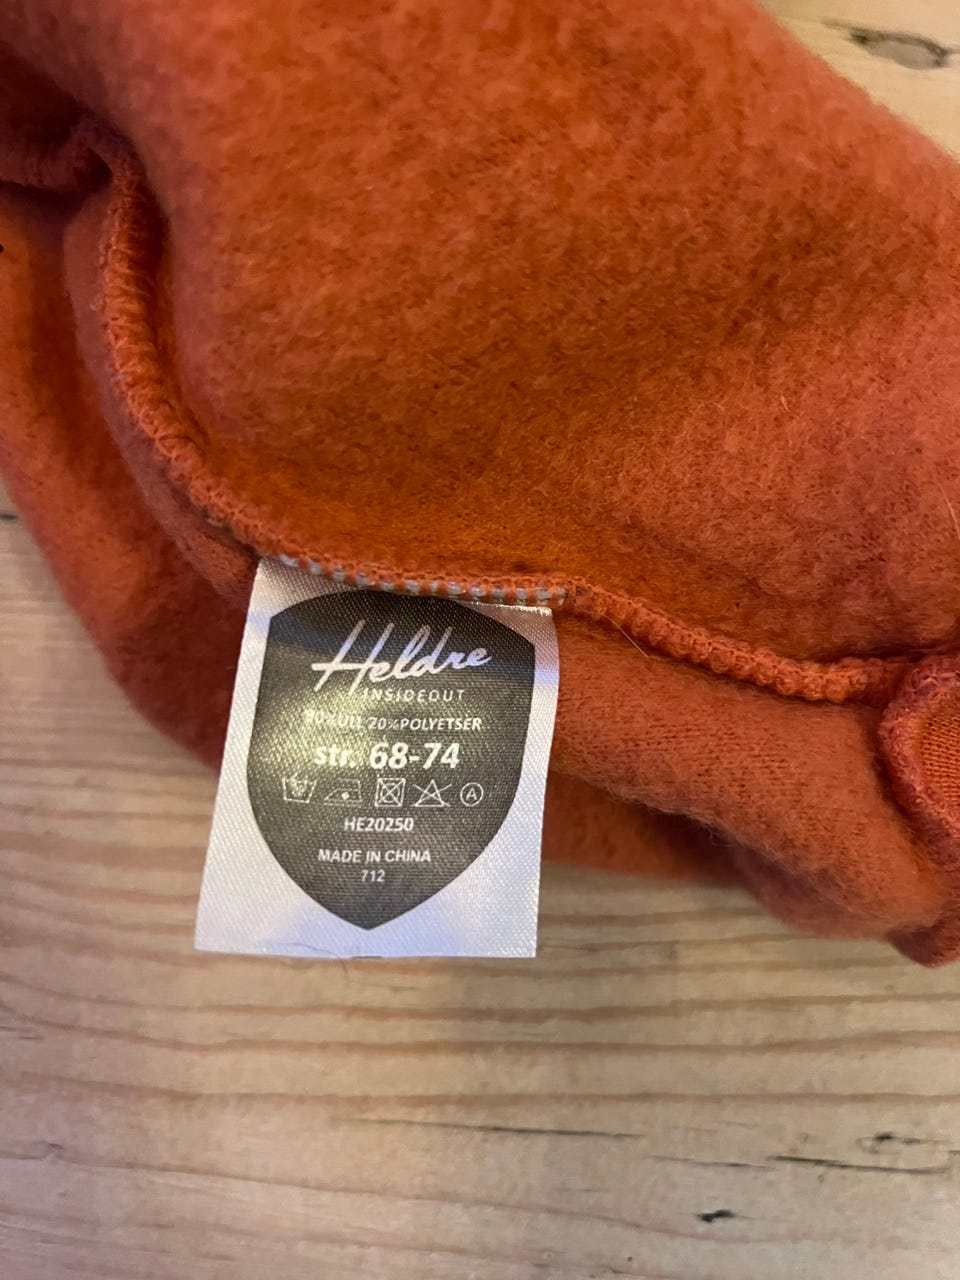 Heldre
INSIDEOUT
80%ULL 20%POLYETSER
str. 68-74
A
HE20250
MADE IN CHINA
712